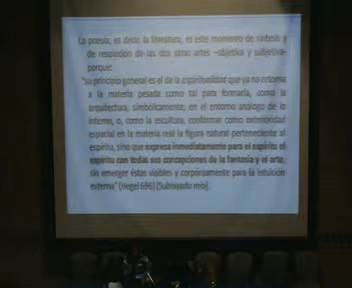 La poesía, es decir, la literatura, es este momento de síntesis y
de resolución de las dos otras artes –objetiva y subjetiva-
porque:
"Su principio general es el de la espiritualidad que ya no retorna
a la materia pesada como tal para formarla, como la
arquitectura, simbólicamente, en el entorno análogo de lo
interno, o, como la escultura, conformar como exterioridad
espacial en la materia real la figura natural perteneciente al
espíritu, sino que expresa inmediatamente para el espíritu el
espíritu con todas sus concepciones de la fantasía y el arte,
sin emerger éstas visibles y corpóreamente para la intuición
externa" (Hegel 696) (Subrayado mío).